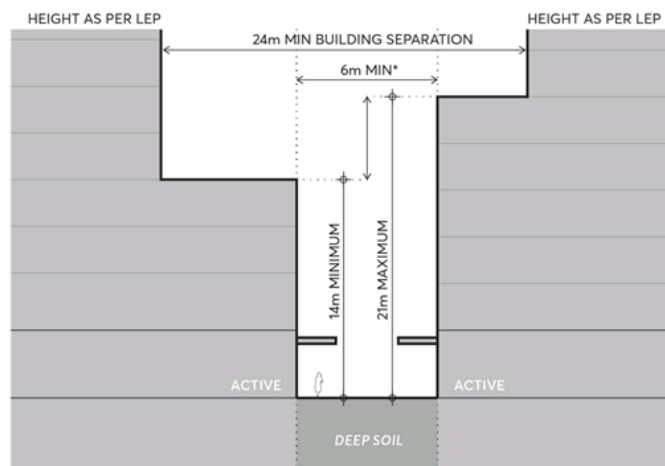 HEIGHT AS PER LEP
HEIGHT AS PER LEP
24m MIN BUILDING SEPARATION
6m MIN*
14m MINIMUM
21m MAXIMUM
ACTIVE
ACTIVE
DEEP SOIL